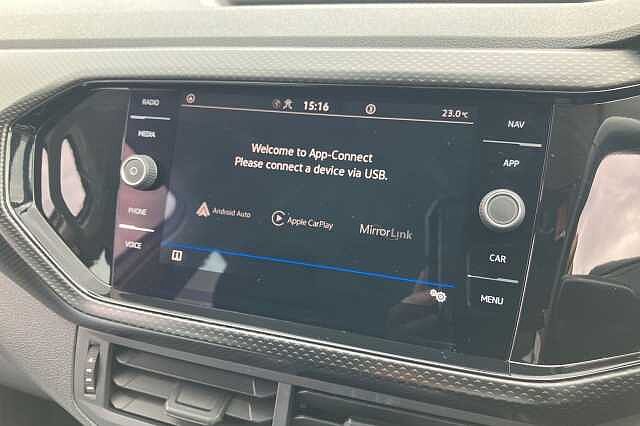 RADIO
MEDIA
PHONE
VOICE
15:16
23.0°C
Welcome to App-Connect
Please connect a device via USB.
Android Auto
Apple CarPlay
MirrorLink
NAV
APP
CAR
MENU